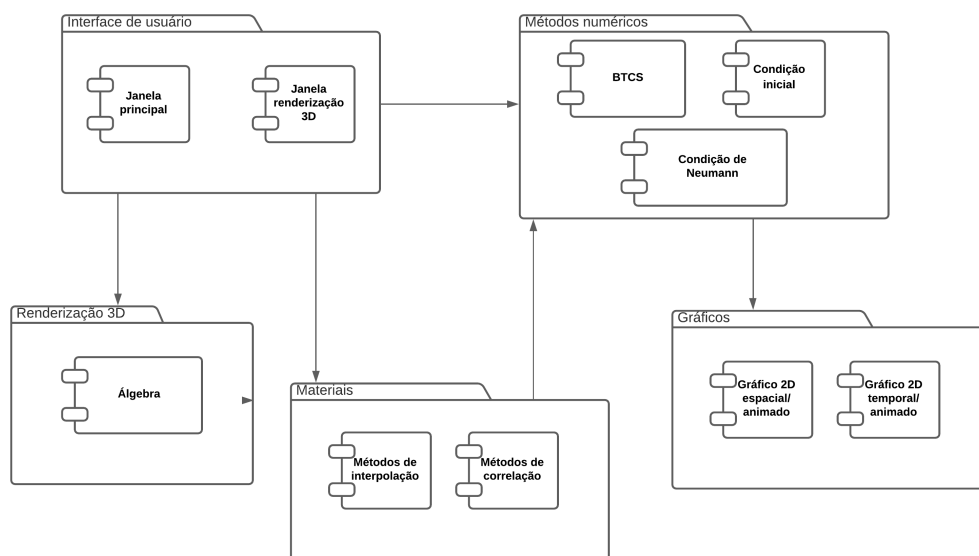 Interface de usuário
Janela
principal
Janela
renderização
3D
Métodos numéricos
BTCS
Condição
inicial
Condição de
Neumann
Renderização 3D
Álgebra
Materiais
Métodos de
interpolação
Métodos de
correlação
Gráficos
Gráfico 2D
espacial/
animado
Gráfico 2D
temporal/
animado